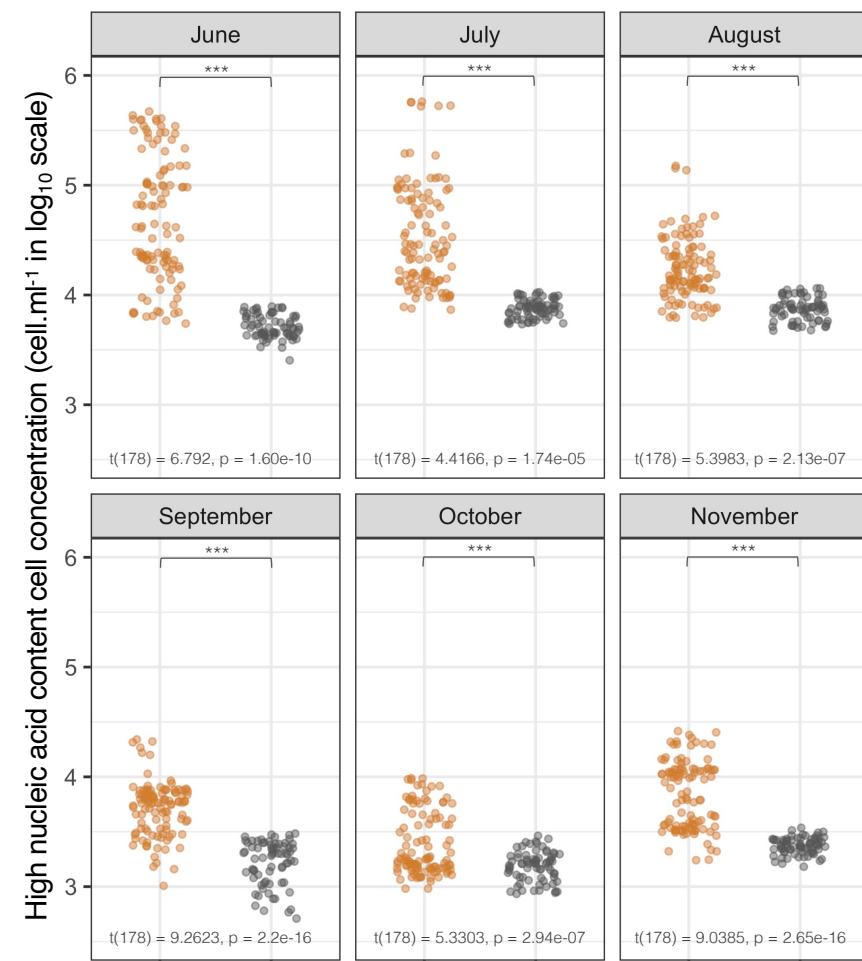 High nucleic acid content cell concentration (cell.ml-1 in log10 scale)
June
July
August
6
5
4
3
***
***
***
t(178) = 6.792, p = 1.60e-10
t(178) = 4.4166, p = 1.74e-05
t(178) = 5.3983, p = 2.13e-07
September
October
November
6
5
4
3
***
***
***
t(178) = 9.2623, p = 2.2e-16
t(178) = 5.3303, p = 2.94e-07
t(178) = 9.0385, p = 2.65e-16